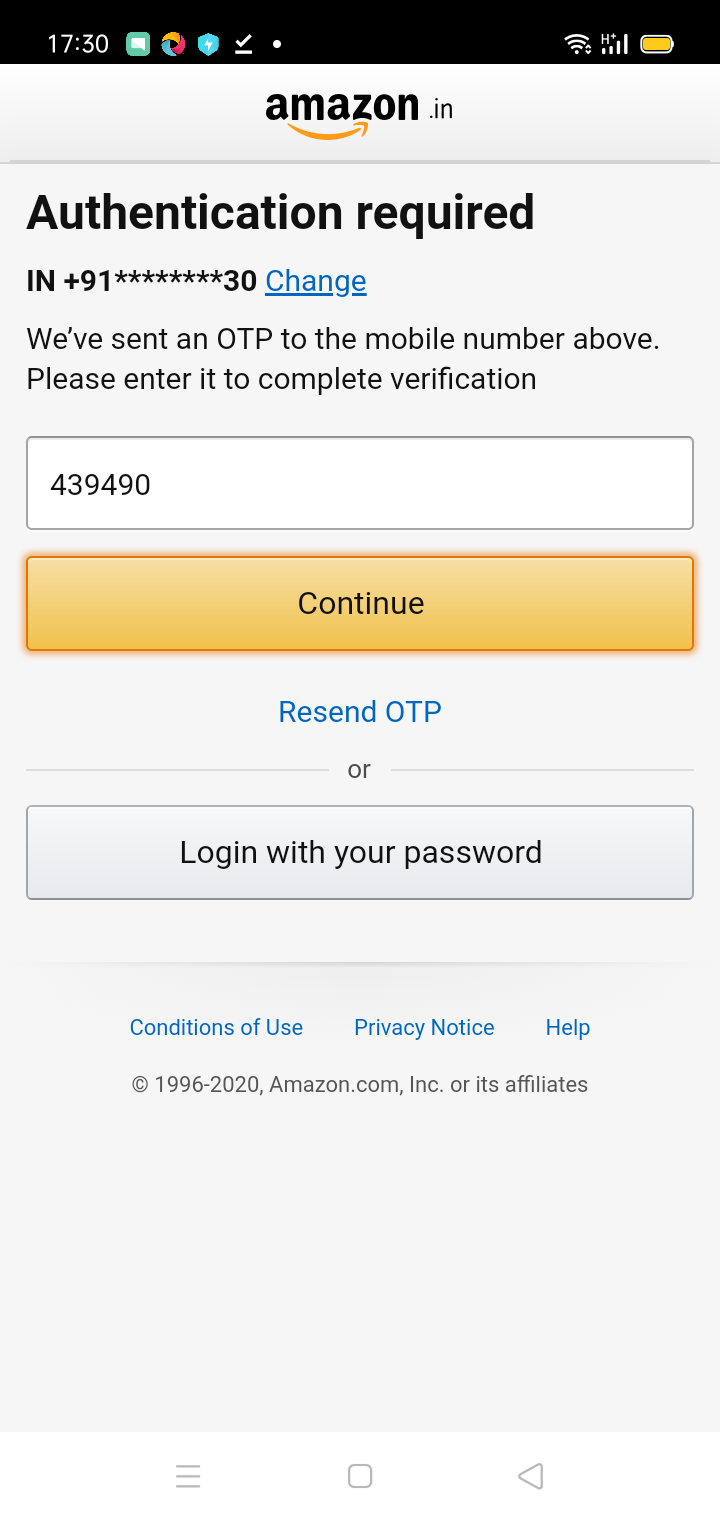 17:30
H+
amazon.in
Authentication required
IN +91********30 Change
We’ve sent an OTP to the mobile number above.
Please enter it to complete verification
439490
Continue
Resend OTP
or
Login with your password
Conditions of Use Privacy Notice Help
© 1996-2020, Amazon.com, Inc. or its affiliates